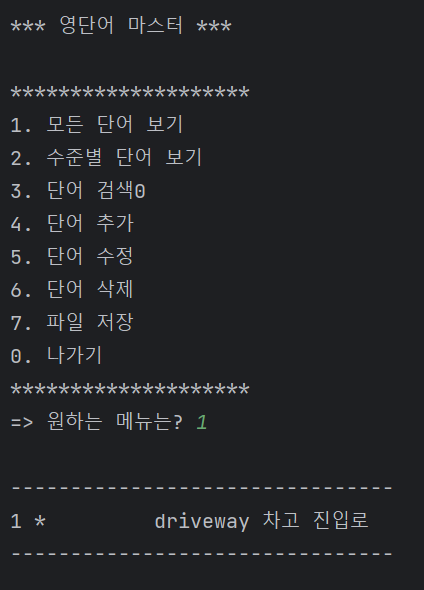 *** 영단어 마스터 ***
********************
1. 모든 단어 보기
2. 수준별 단어 보기
3. 단어 검색0
4. 단어 추가
5. 단어 수정
6. 단어 삭제
7. 파일 저장
0. 나가기
********************
=> 원하는 메뉴는? 1
--------------------------------
1 *         driveway 차고 진입로
--------------------------------